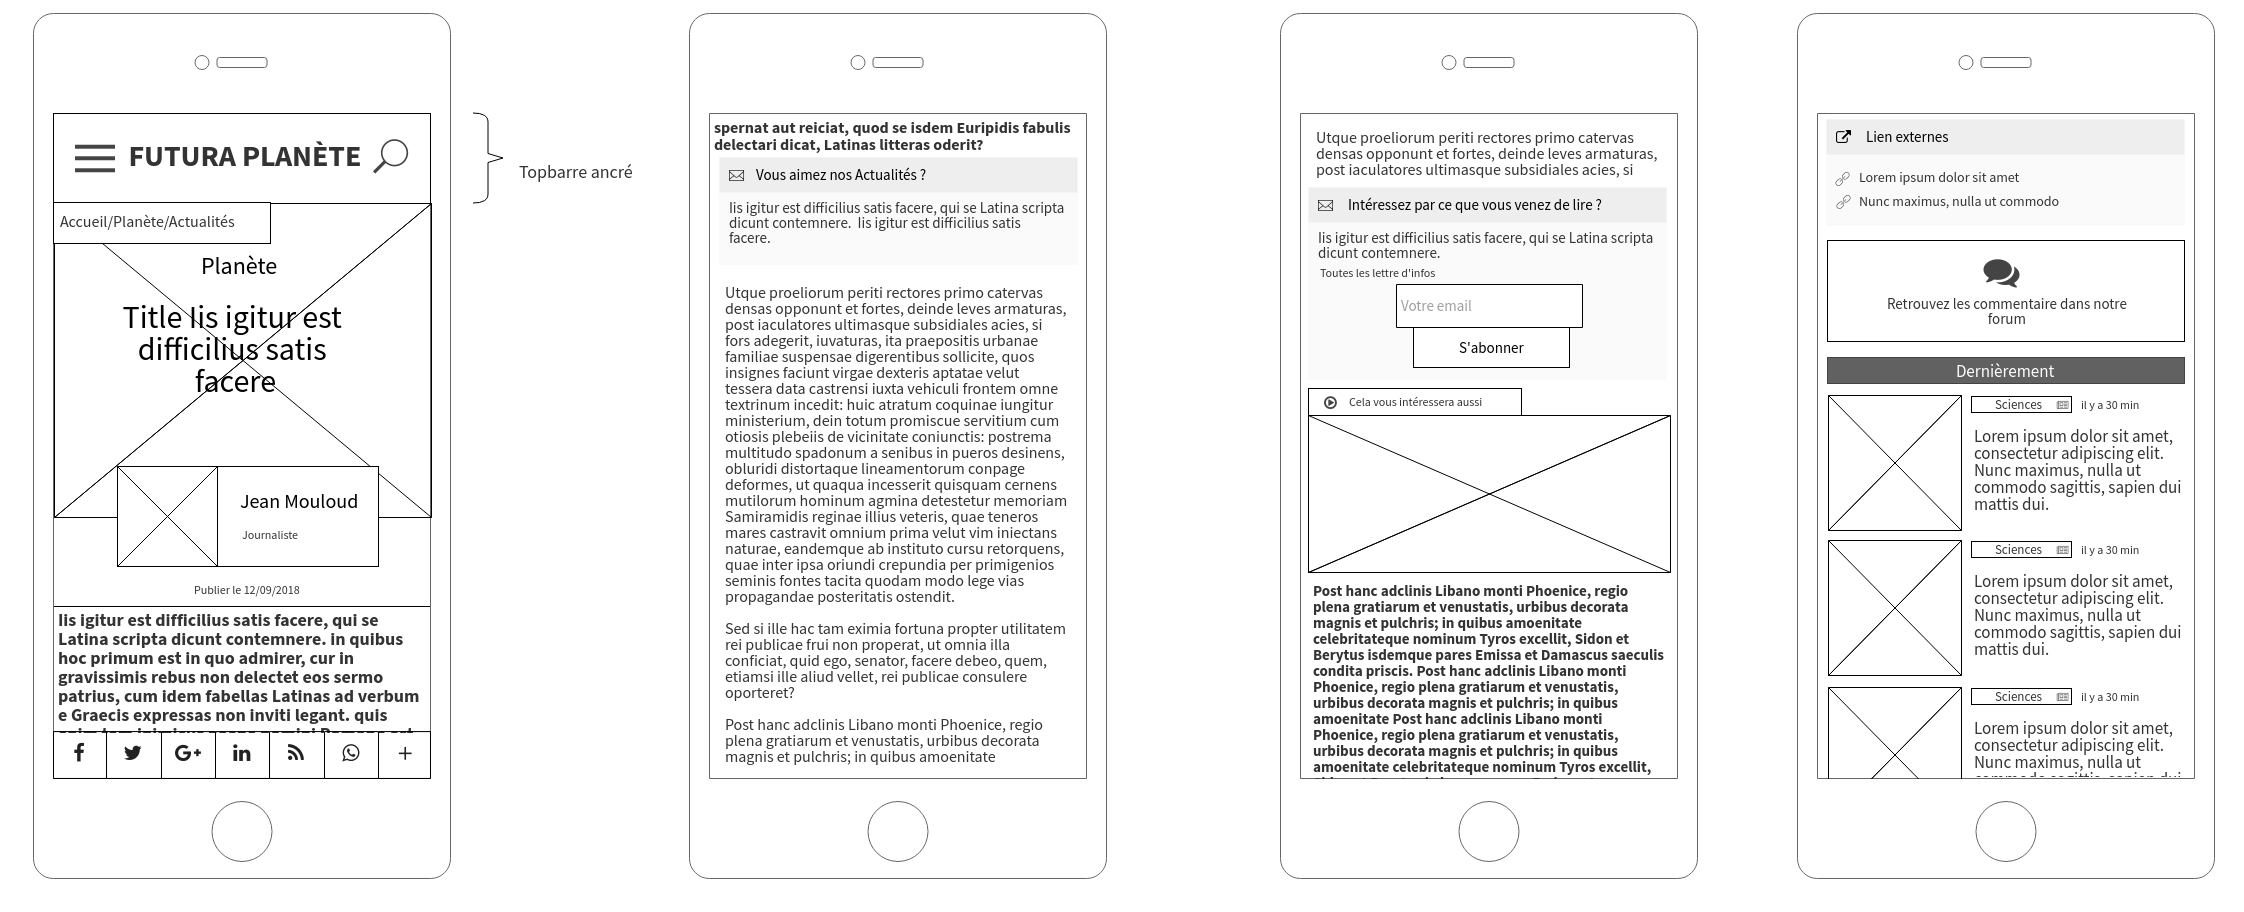 FUTURA PLANÈTE
Topbarre ancré
Accueil/Planète/Actualités
Planète
Title Iis igitur est
difficilius satis
facere
Jean Mouloud
Journaliste
Publier le 12/09/2018
Iis igitur est difficilius satis facere, qui se
Latina scripta dicunt contemnere. in quibus
hoc primum est in quo admirer, cur in
gravissimis rebus non delectet eos sermo
patrius, cum idem fabellas Latinas ad verbum
e Graecis expressas non inviti legant. quis
spernat aut reiciat, quod se isdem Euripidis fabulis
delectari dicat, Latinas litteras oderit?
Vous aimez nos Actualités ?
Iis igitur est difficilius satis facere, qui se Latina scripta
dicunt contemnere. Iis igitur est difficilius satis
facere.
Utque proeliorum periti rectores primo catervas
densas opponunt et fortes, deinde leves armaturas,
post iaculatores ultimasque subsidiales acies, si
fors adegerit, iuvaturas, ita praepositis urbanae
familiae suspensae digerentibus sollicite, quos
insignes faciunt virgae dexteris aptatae velut
tessera data castrensi iuxta vehiculi frontem omne
textrinum incedit: huic atratum coquinae iungitur
ministerium, dein totum promiscue servitium cum
otiosis plebeiis de vicinitate coniunctis: postrema
multitudo spadonum a senibus in pueros desinens,
obluridi distortaque lineamentorum conpage
deformes, ut quaqua incesserit quisquam cernens
mutilorum hominum agmina detestetur memoriam
Samiramidis reginae illius veteris, quae teneros
mares castravit omnium prima velut vim iniectans
naturae, eandemque ab instituto cursu retorquens,
quae inter ipsa oriundi crepundia per primigenios
seminis fontes tacita quodam modo lege vias
propagandae posteritatis ostendit.
Sed si ille hac tam eximia fortuna propter utilitatem
rei publicae frui non properat, ut omnia illa
conficiat, quid ego, senator, facere debeo, quem,
etiamsi ille aliud vellet, rei publicae consulere
oporteret?
Post hanc adclinis Libano monti Phoenice, regio
plena gratiarum et venustatis, urbibus decorata
magnis et pulchris; in quibus amoenitate
Utque proeliorum periti rectores primo catervas
densas opponunt et fortes, deinde leves armaturas,
post iaculatores ultimasque subsidiales acies, si
Intéressez par ce que vous venez de lire ?
Iis igitur est difficilius satis facere, qui se Latina scripta
dicunt contemnere.
Toutes les lettre d'infos
Votre email
S'abonner
Cela vous intéressera aussi
Post hanc adclinis Libano monti Phoenice, regio
plena gratiarum et venustatis, urbibus decorata
magnis et pulchris; in quibus amoenitate
celebritateque nominum Tyros excellit, Sidon et
Berytus isdemque pares Emissa et Damascus saeculis
condita priscis. Post hanc adclinis Libano monti
Phoenice, regio plena gratiarum et venustatis,
urbibus decorata magnis et pulchris; in quibus
amoenitate Post hanc adclinis Libano monti
Phoenice, regio plena gratiarum et venustatis,
urbibus decorata magnis et pulchris; in quibus
amoenitate celebritateque nominum Tyros excellit,
Lien externes
Lorem ipsum dolor sit amet
Nunc maximus, nulla ut commodo
Retrouvez les commentaire dans notre
forum
Dernièrement
Sciences il y a 30 min
Lorem ipsum dolor sit amet,
consectetur adipiscing elit.
Nunc maximus, nulla ut
commodo sagittis, sapien dui
mattis dui.
Sciences il y a 30 min
Lorem ipsum dolor sit amet,
consectetur adipiscing elit.
Nunc maximus, nulla ut
commodo sagittis, sapien dui
mattis dui.
Sciences il y a 30 min
Lorem ipsum dolor sit amet,
consectetur adipiscing elit.
Nunc maximus, nulla ut